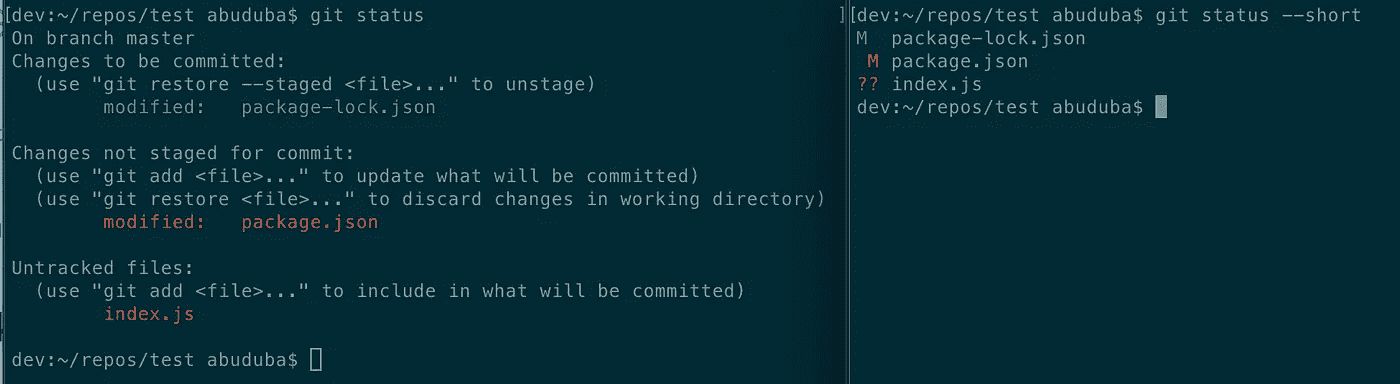 [dev:~/repos/test abuduba$ git status ]
On branch master
Changes to be committed:
  (use "git restore --staged <file>..." to unstage)
        modified:   package-lock.json

Changes not staged for commit:
  (use "git add <file>..." to update what will be committed)
  (use "git restore <file>..." to discard changes in working directory)
        modified:   package.json

Untracked files:
  (use "git add <file>..." to include in what will be committed)
        index.js

dev:~/repos/test abuduba$
[dev:~/repos/test abuduba$ git status --short
M  package-lock.json
 M package.json
?? index.js
dev:~/repos/test abuduba$